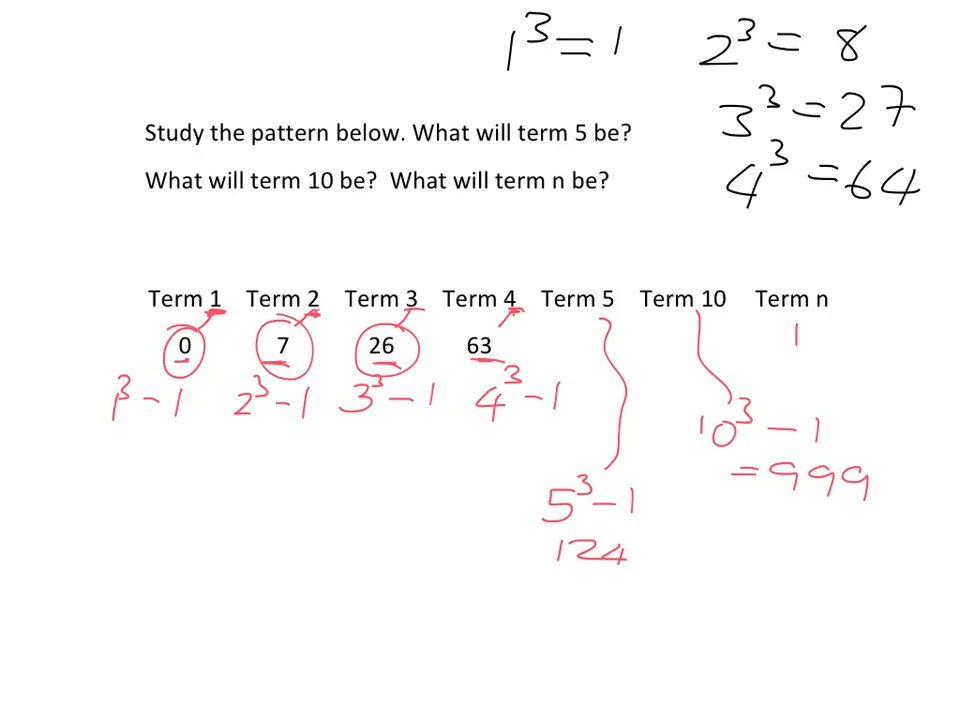 1³ = 1 2³ = 8
3³ = 27
Study the pattern below. What will term 5 be?
4³ = 64
What will term 10 be? What will term n be?
Term 1 Term 2 Term 3 Term 4 Term 5 Term 10 Term n
0 7 26 63
1³ - 1 2³ - 1 3³ - 1 4³ - 1
10³ - 1
= 999
5³ - 1
124